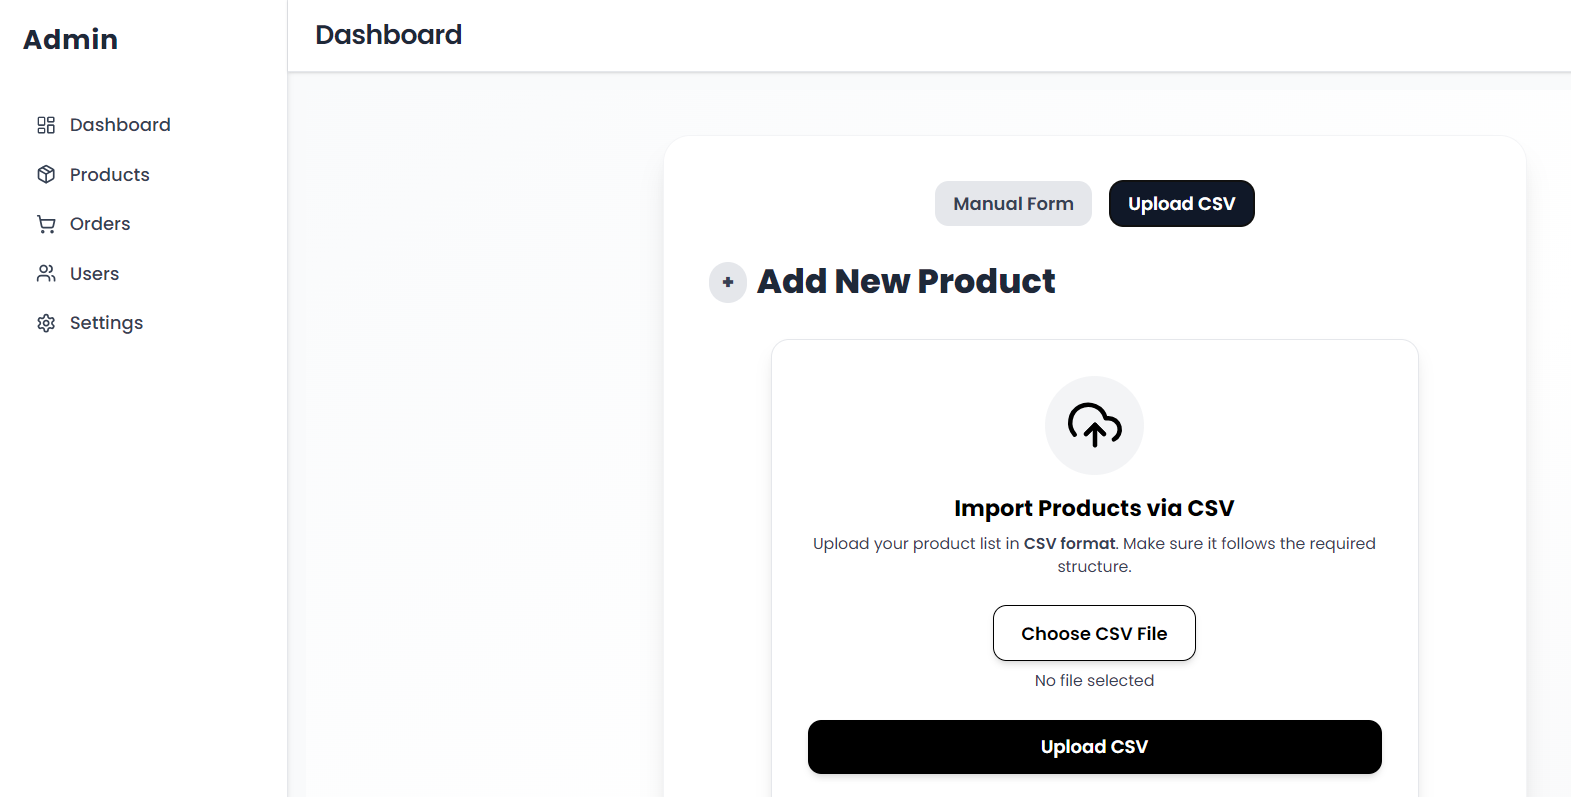 Admin
Dashboard
Dashboard
Products
Orders
Users
Settings
Manual Form
Upload CSV
+ Add New Product
Import Products via CSV
Upload your product list in CSV format. Make sure it follows the required
structure.
Choose CSV File
No file selected
Upload CSV